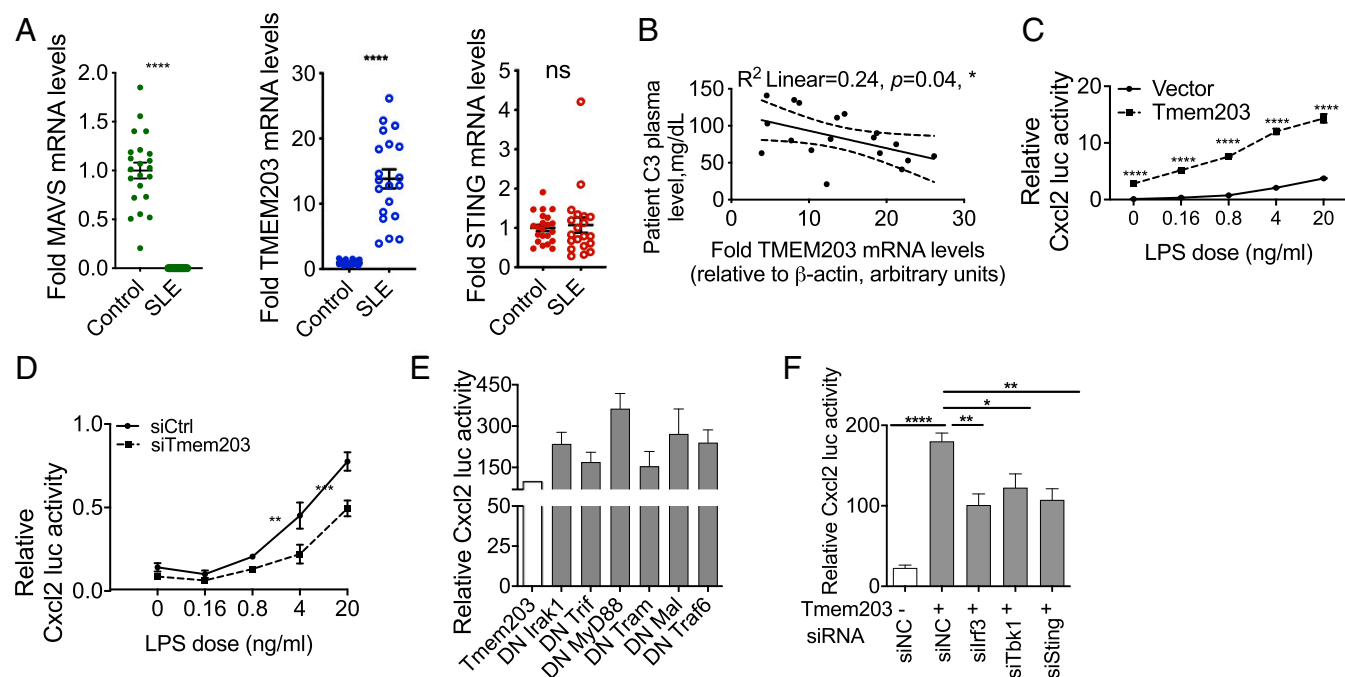 A
Fold MAVS mRNA levels
2.0
1.5
1.0
0.5
0.0
****
Control
SLE
Fold TMEM203 mRNA levels
30
20
10
0
****
Control
SLE
Fold STING mRNA levels
5
4
3
2
1
0
ns
Control
SLE
B
Patient C3 plasma
level,mg/dL
150
100
50
0
R² Linear=0.24, p=0.04, *
0
10
20
30
Fold TMEM203 mRNA levels
(relative to β-actin, arbitrary units)
C
Relative
Cxcl2 luc activity
20
10
0
Vector
Tmem203
****
****
****
****
****
0
0.16
0.8
4
20
LPS dose (ng/ml)
D
Relative
Cxcl2 luc activity
1.0
0.5
0.0
siCtrl
siTmem203
**
***
0
0.16
0.8
4
20
LPS dose (ng/ml)
E
Relative Cxcl2 luc activity
450
300
150
50
25
0
Tmem203
DN Irak1
DN Trif
DN MyD88
DN Tram
DN Mal
DN Traf6
F
Relative Cxcl2 luc activity
200
100
0
**
*
**** **
Tmem203 - + + + +
siRNA
siNC
siNC
siIrf3
siTbk1
siSting